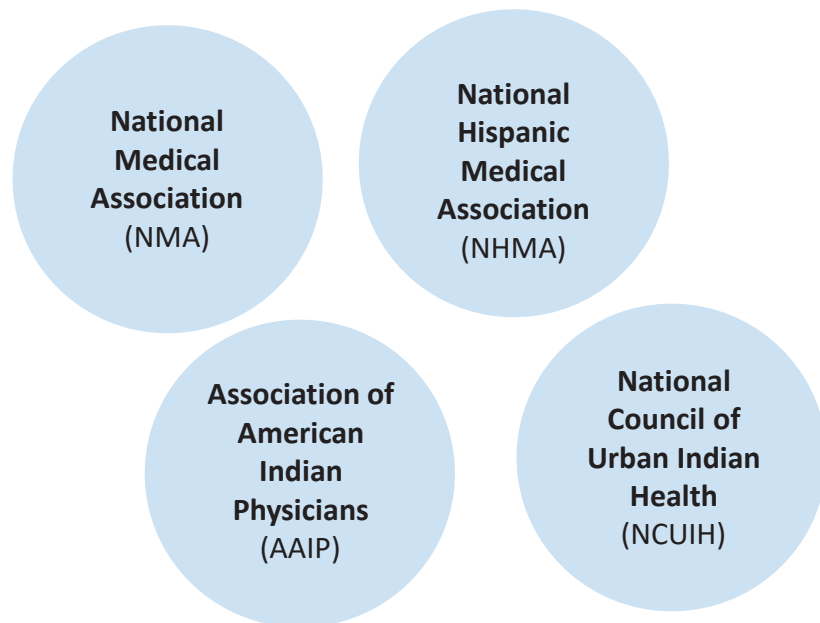 National
Medical
Association
(NMA)
National
Hispanic
Medical
Association
(NHMA)
Association of
American
Indian
Physicians
(AAIP)
National
Council of
Urban Indian
Health
(NCUIH)